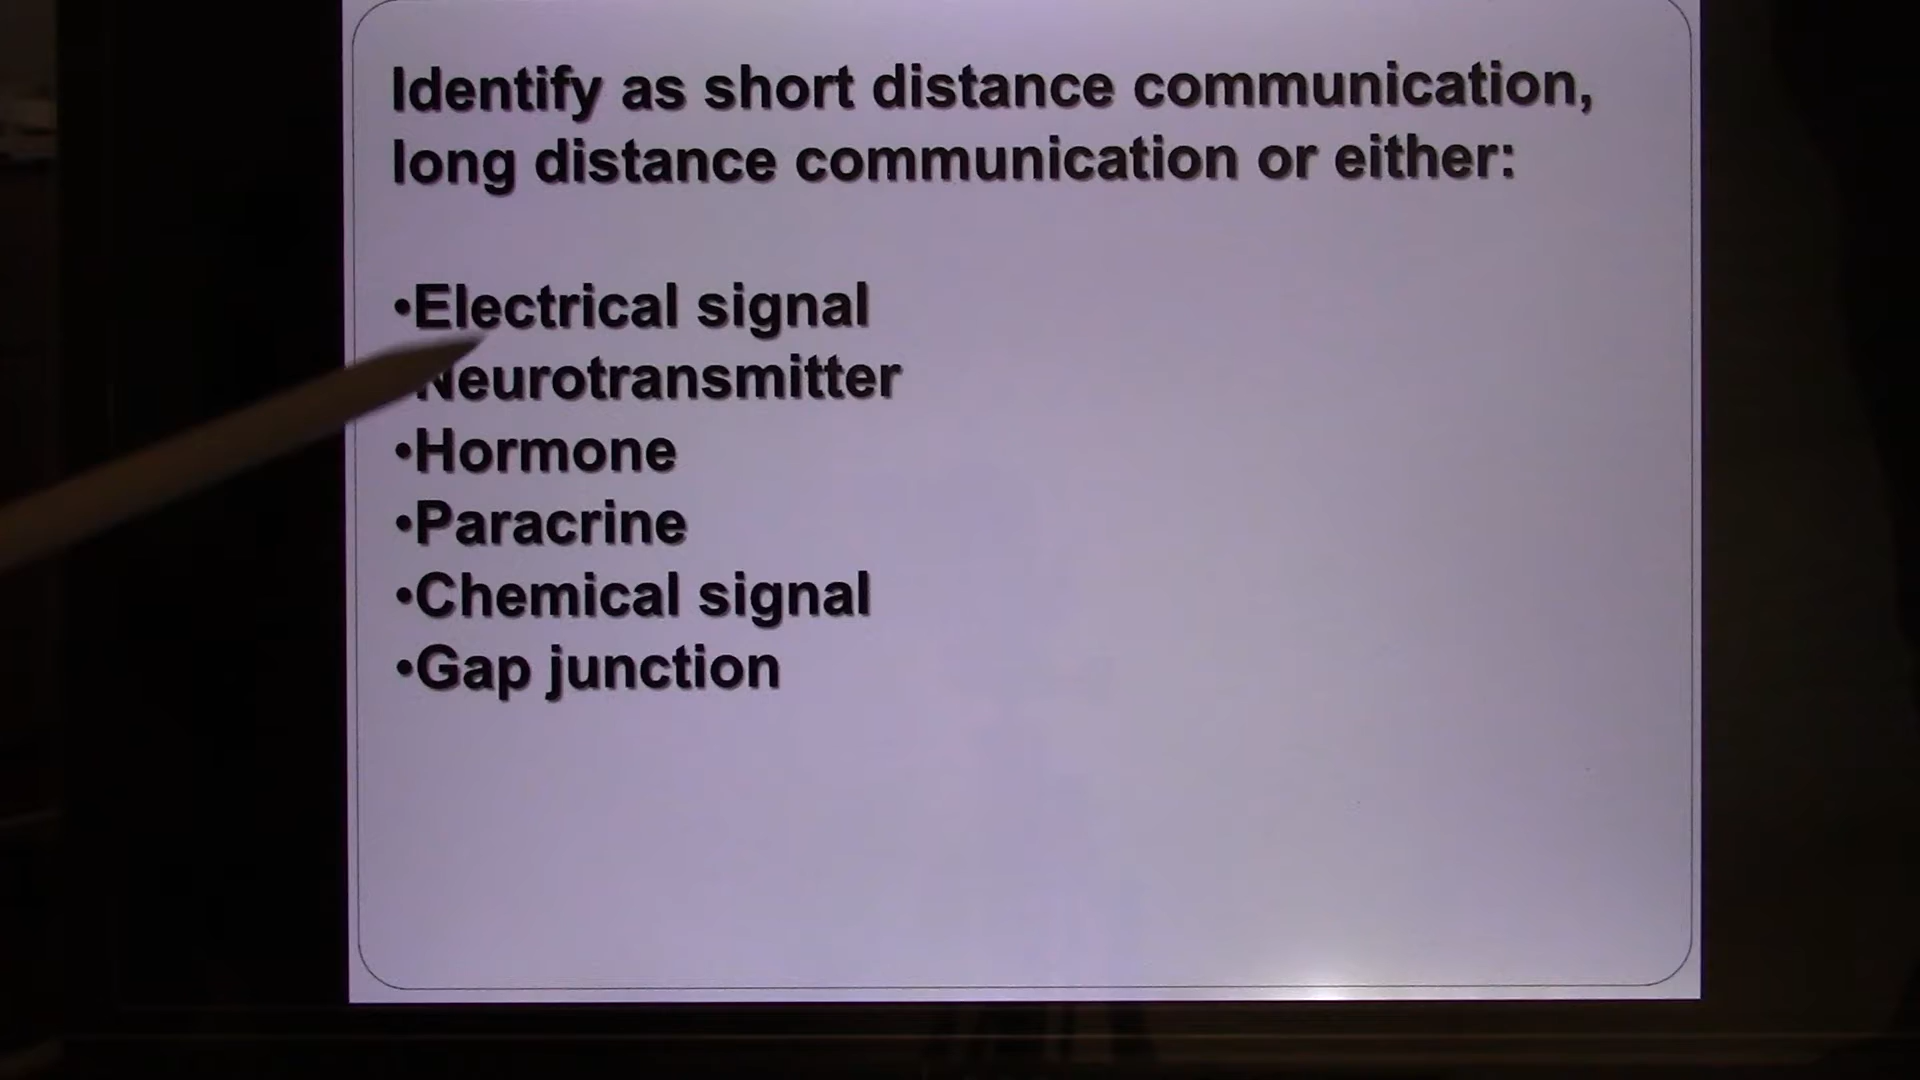 Identify as short distance communication,
long distance communication or either:
•Electrical signal
Neurotransmitter
•Hormone
•Paracrine
•Chemical signal
•Gap junction